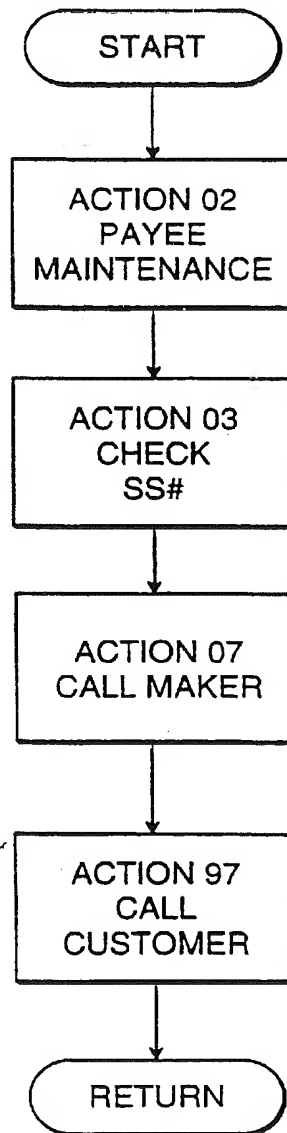 START
ACTION 02
PAYEE
MAINTENANCE
ACTION 03
CHECK
SS#
ACTION 07
CALL MAKER
ACTION 97
CALL
CUSTOMER
RETURN